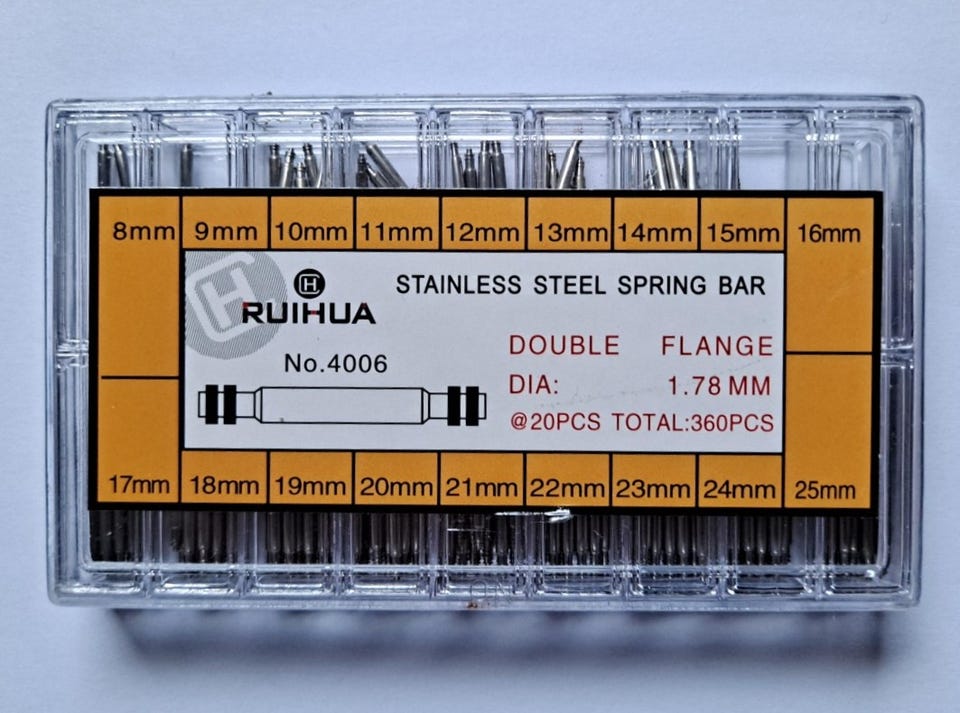 8mm 9mm 10mm 11mm 12mm 13mm 14mm 15mm 16mm
RUIHUA
No.4006
STAINLESS STEEL SPRING BAR
DOUBLE FLANGE
DIA: 1.78 MM
@20PCS TOTAL:360PCS
17mm 18mm 19mm 20mm 21mm 22mm 23mm 24mm 25mm